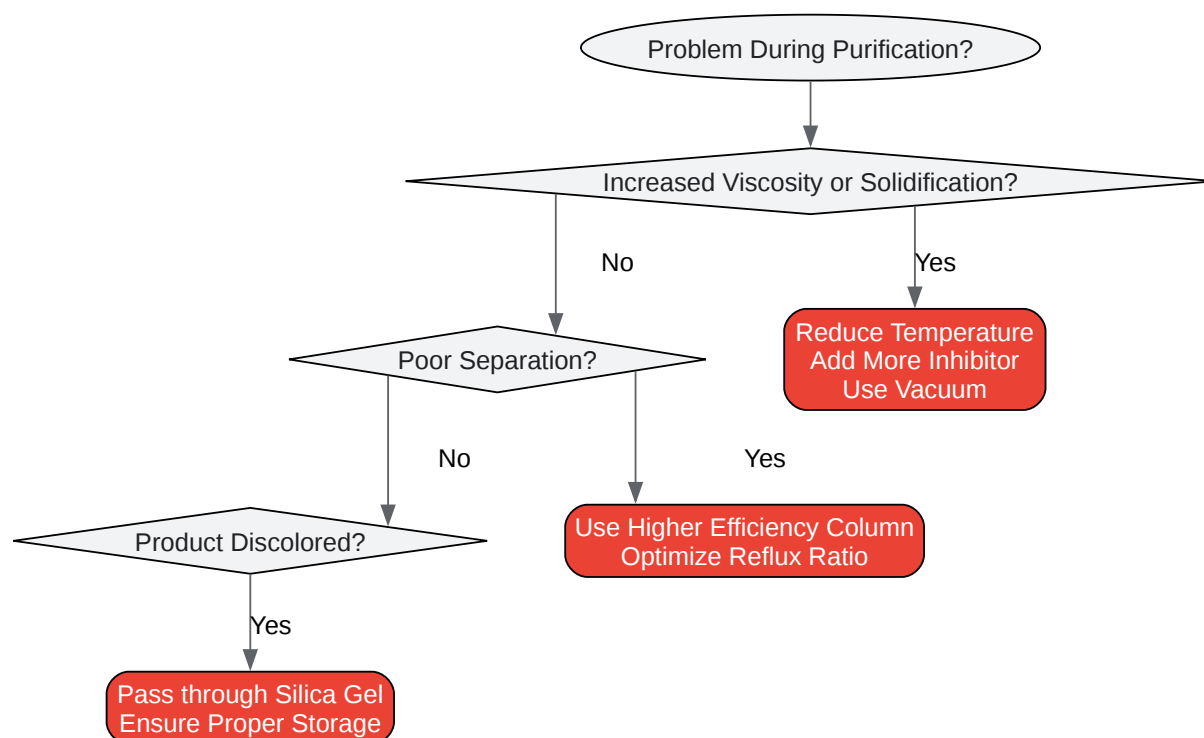 Problem During Purification?
Increased Viscosity or Solidification?
No
Yes
Reduce Temperature
Add More Inhibitor
Use Vacuum
Poor Separation?
No
Yes
Use Higher Efficiency Column
Optimize Reflux Ratio
Product Discolored?
Yes
Pass through Silica Gel
Ensure Proper Storage